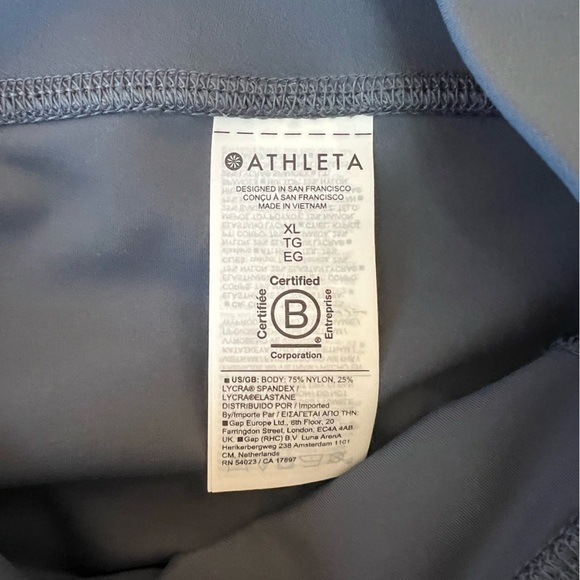 ATHLETA
DESIGNED IN SAN FRANCISCO
CONÇU À SAN FRANCISCO
MADE IN VIETNAM
XL
TG
EG
Certified
Certifiée
B
Entreprise
®
Corporation
■ US/GB: BODY: 75% NYLON, 25%
LYCRA® SPANDEX /
LYCRA®ELASTANE
DISTRIBUIDO POR / Imported
By/Importe Par / ΕΙΣΑΓΕΤΑΙ ΑΠΟ ΤΗΝ:
■ Gap Europe Ltd., 6th Floor, 20
Farringdon Street, London, EC4A 4AB
UK. ■ Gap (RHC) B.V. Luna ArenA
Herikerbergweg 238 Amsterdam 1101
CM, Netherlands
RN 54023 / CA 17897